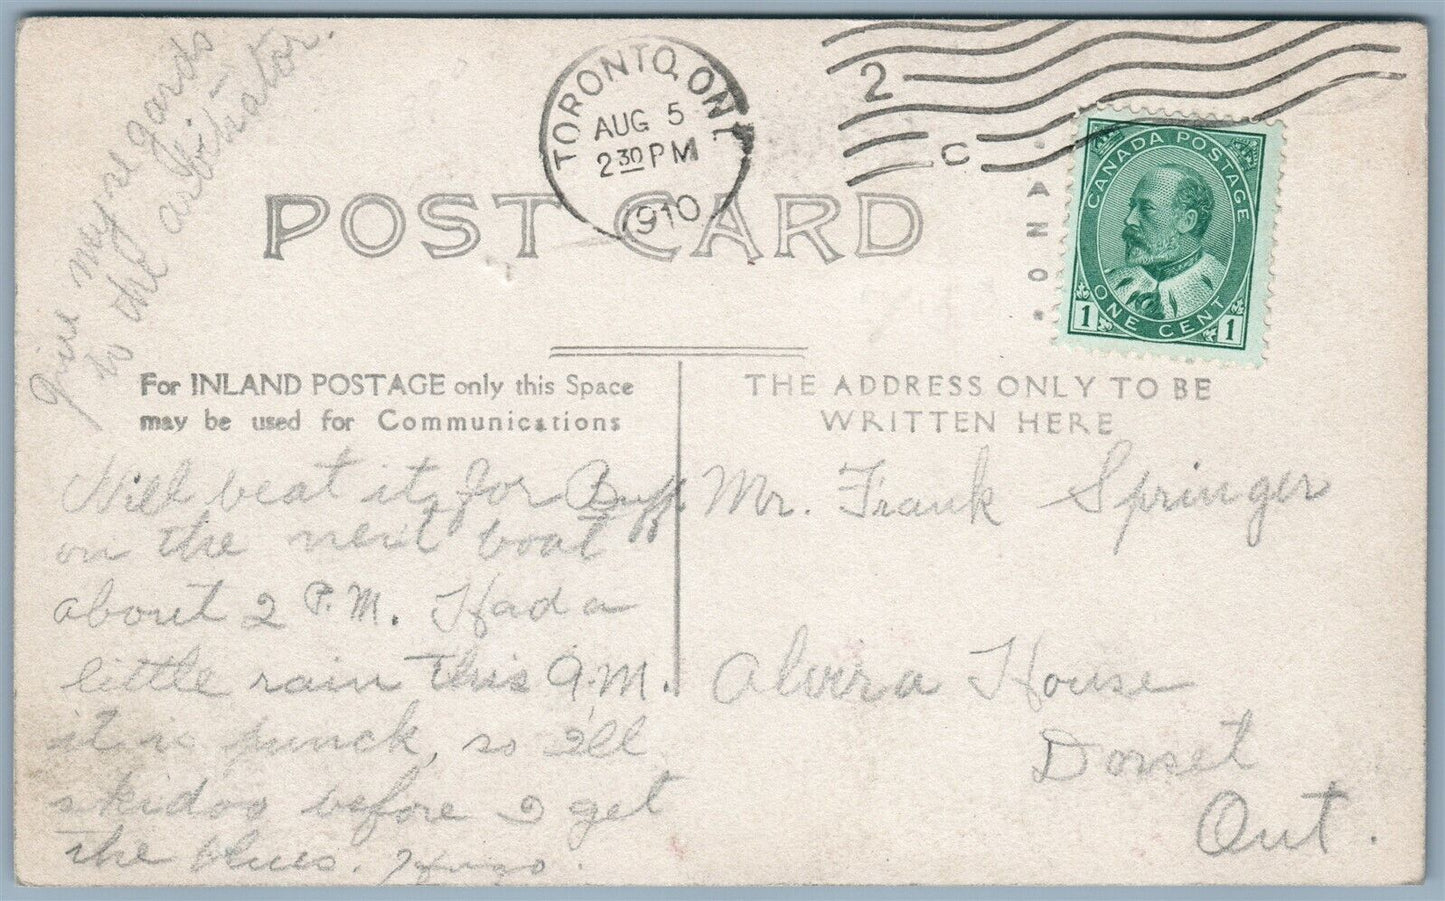 Give my regards
to the arbitrator.
TORONTO, ONT
AUG 5
2 30 PM
1910
2 C
CANADA POSTAGE
1 ONE CENT 1
POST CARD
For INLAND POSTAGE only this Space
may be used for Communications
THE ADDRESS ONLY TO BE
WRITTEN HERE
Will beat it, for Buff.
on the next boat
about 2 P.M. Had a
little rain this A.M.
it is punck, so I'll
skidoo before I get
the blues. Hugo.
Mr. Frank Springer
Alvira House
Dorset
Ont.